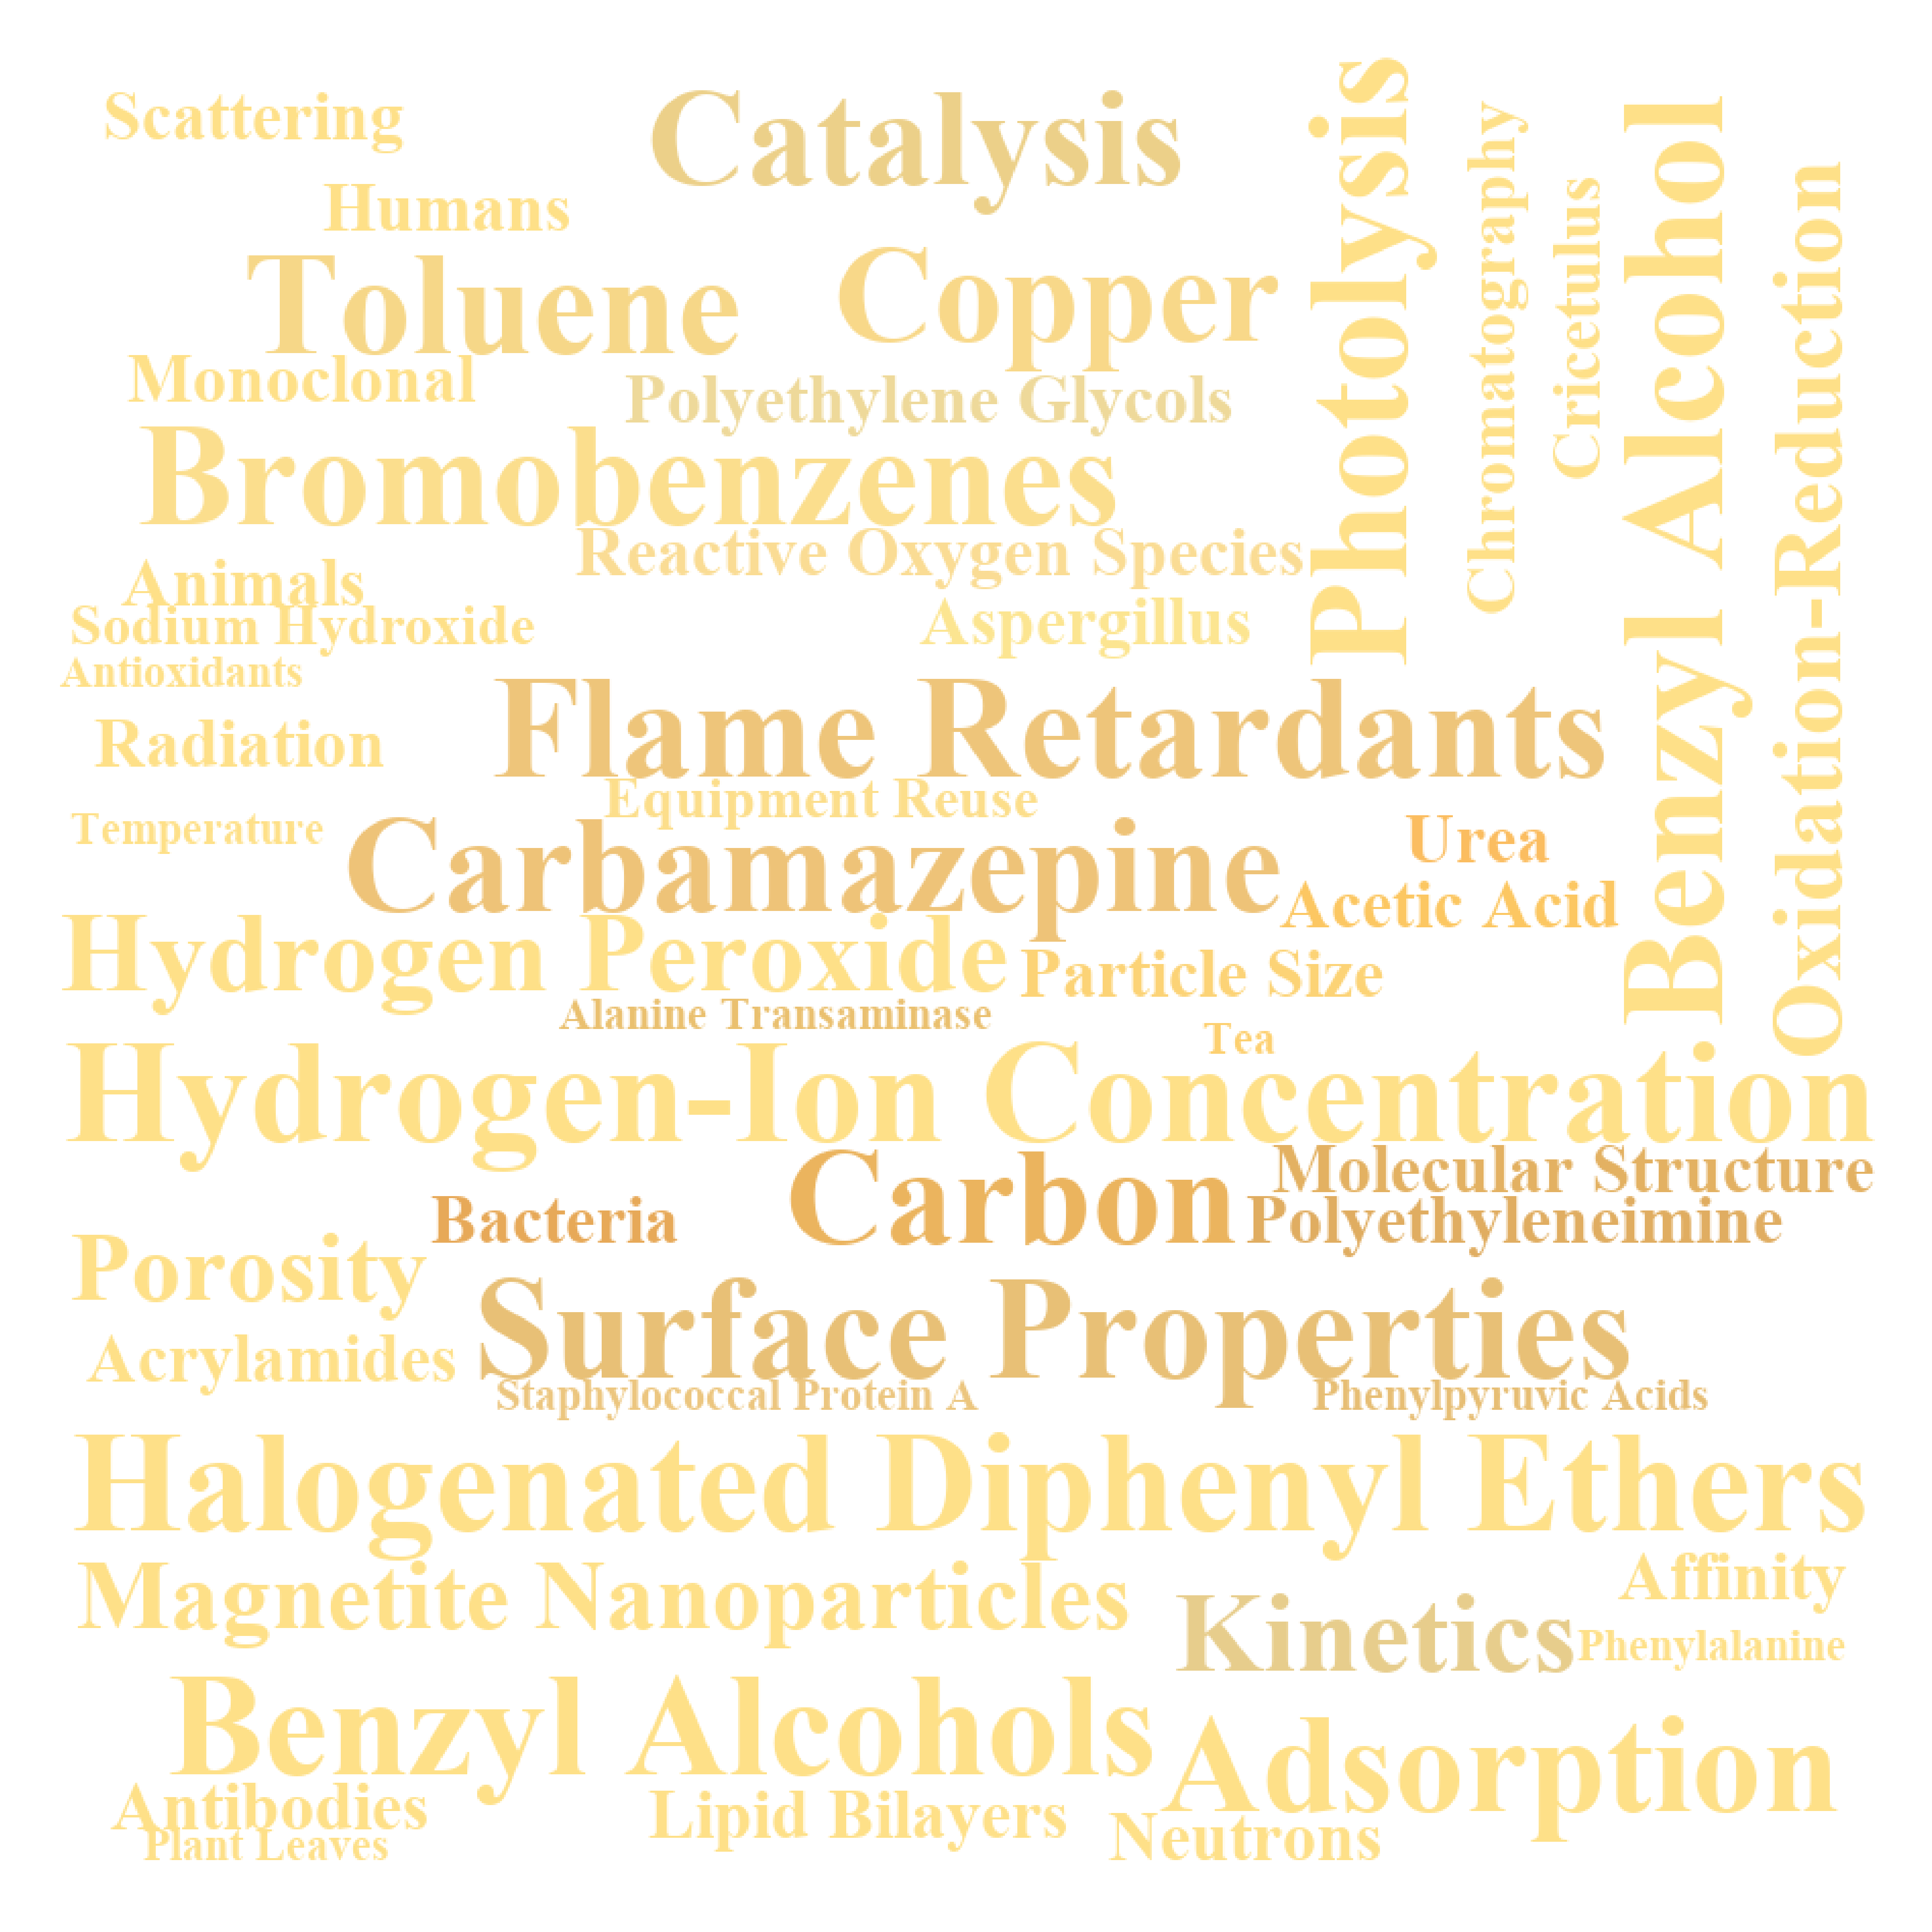 Scattering
Catalysis
Humans
Toluene
Copper
Photolysis
Chromatography
Cricetulus
Benzyl Alcohol
Oxidation-Reduction
Monoclonal
Polyethylene Glycols
Bromobenzenes
Reactive Oxygen Species
Animals
Sodium Hydroxide
Aspergillus
Antioxidants
Flame Retardants
Radiation
Equipment Reuse
Temperature
Carbamazepine
Urea
Acetic Acid
Hydrogen Peroxide
Particle Size
Alanine Transaminase
Tea
Hydrogen-Ion Concentration
Carbon
Molecular Structure
Bacteria
Polyethyleneimine
Porosity
Surface Properties
Acrylamides
Staphylococcal Protein A
Phenylpyruvic Acids
Halogenated Diphenyl Ethers
Magnetite Nanoparticles
Affinity
Kinetics
Phenylalanine
Benzyl Alcohols
Adsorption
Antibodies
Lipid Bilayers
Neutrons
Plant Leaves